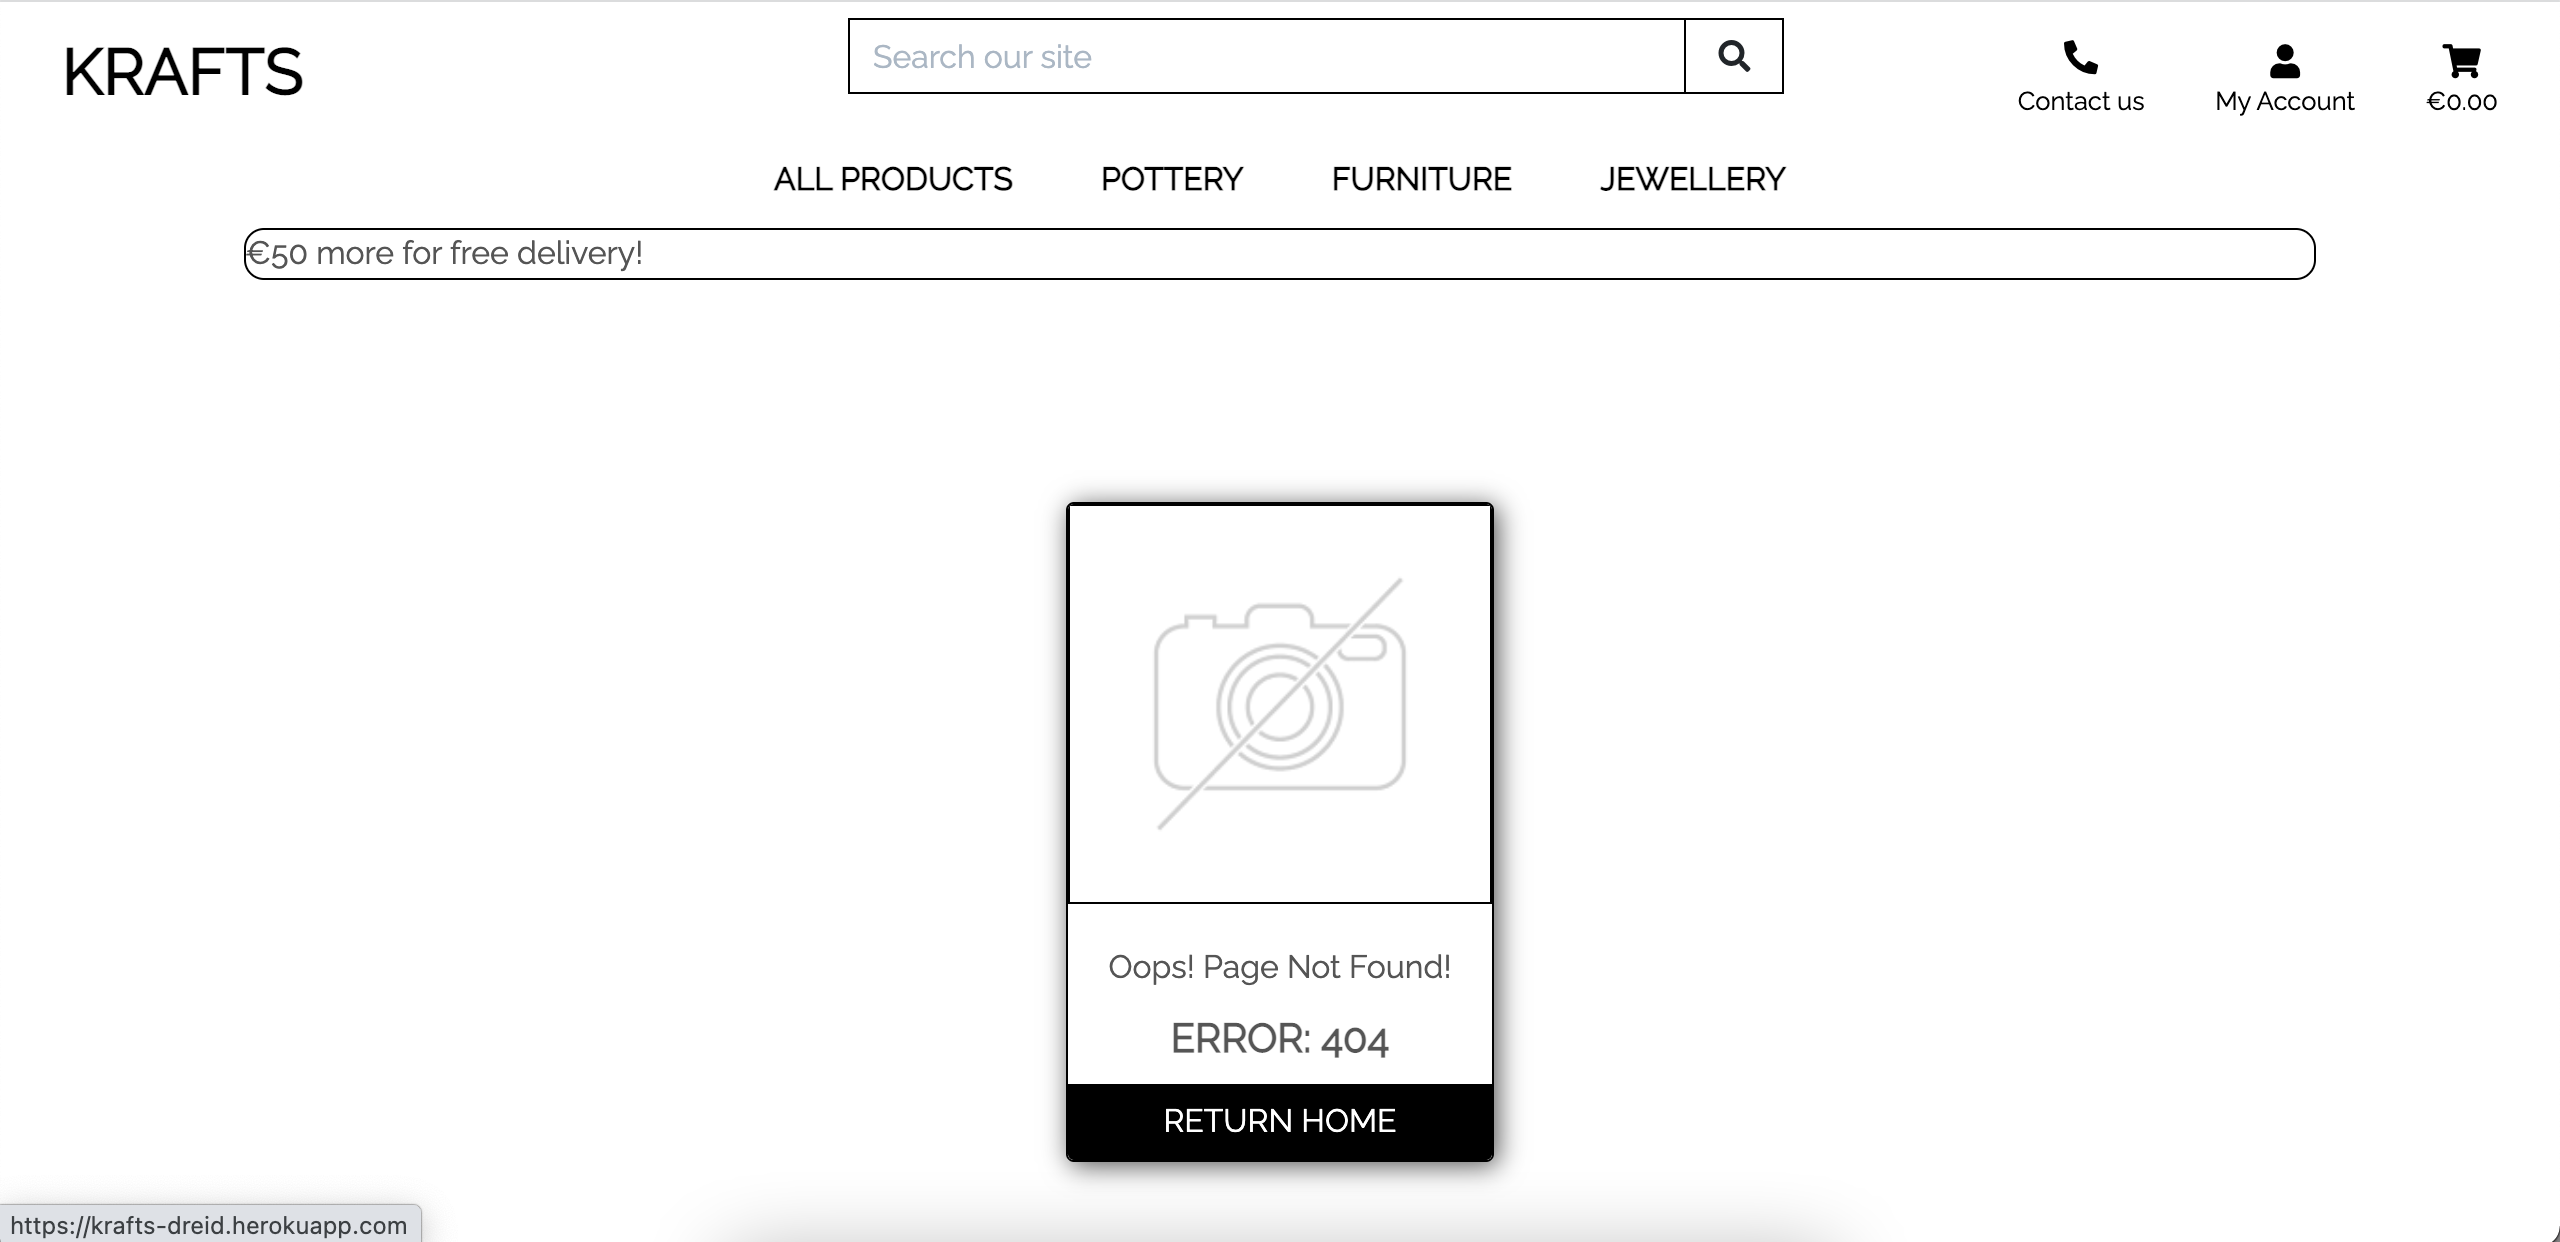 KRAFTS
Search our site
Contact us
My Account
€0.00
ALL PRODUCTS
POTTERY
FURNITURE
JEWELLERY
€50 more for free delivery!
Oops! Page Not Found!
ERROR: 404
RETURN HOME
https://krafts-dreid.herokuapp.com